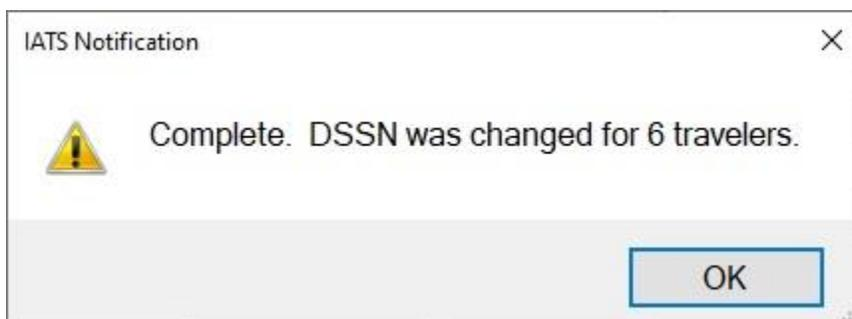 IATS Notification
Complete.  DSSN was changed for 6 travelers.
OK